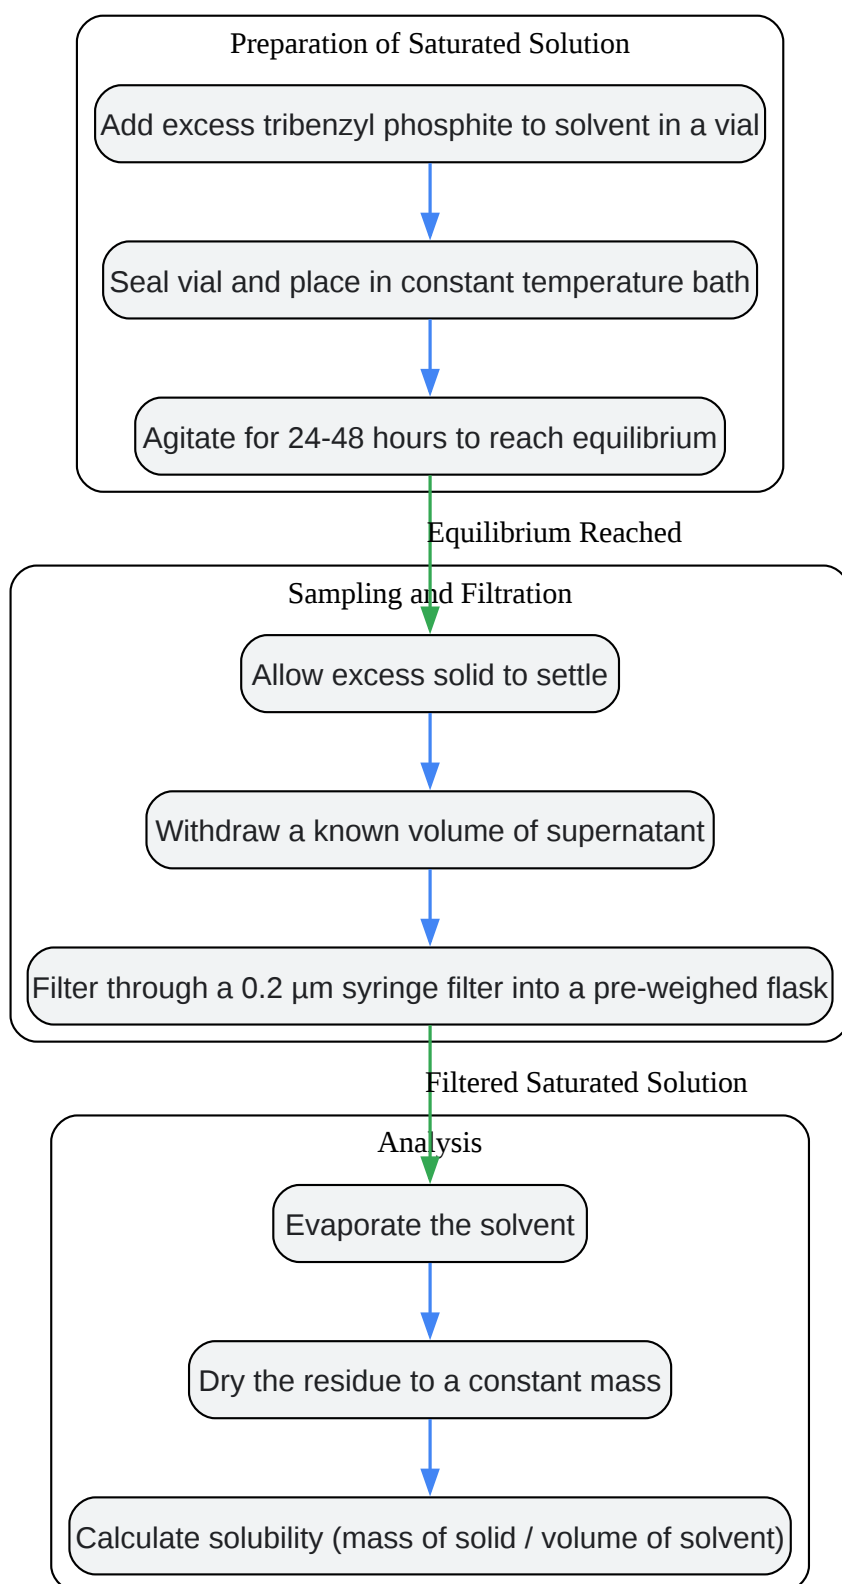 Preparation of Saturated Solution
Add excess tribenzyl phosphite to solvent in a vial
Seal vial and place in constant temperature bath
Agitate for 24-48 hours to reach equilibrium
Equilibrium Reached
Sampling and Filtration
Allow excess solid to settle
Withdraw a known volume of supernatant
Filter through a 0.2 µm syringe filter into a pre-weighed flask
Filtered Saturated Solution
Analysis
Evaporate the solvent
Dry the residue to a constant mass
Calculate solubility (mass of solid / volume of solvent)